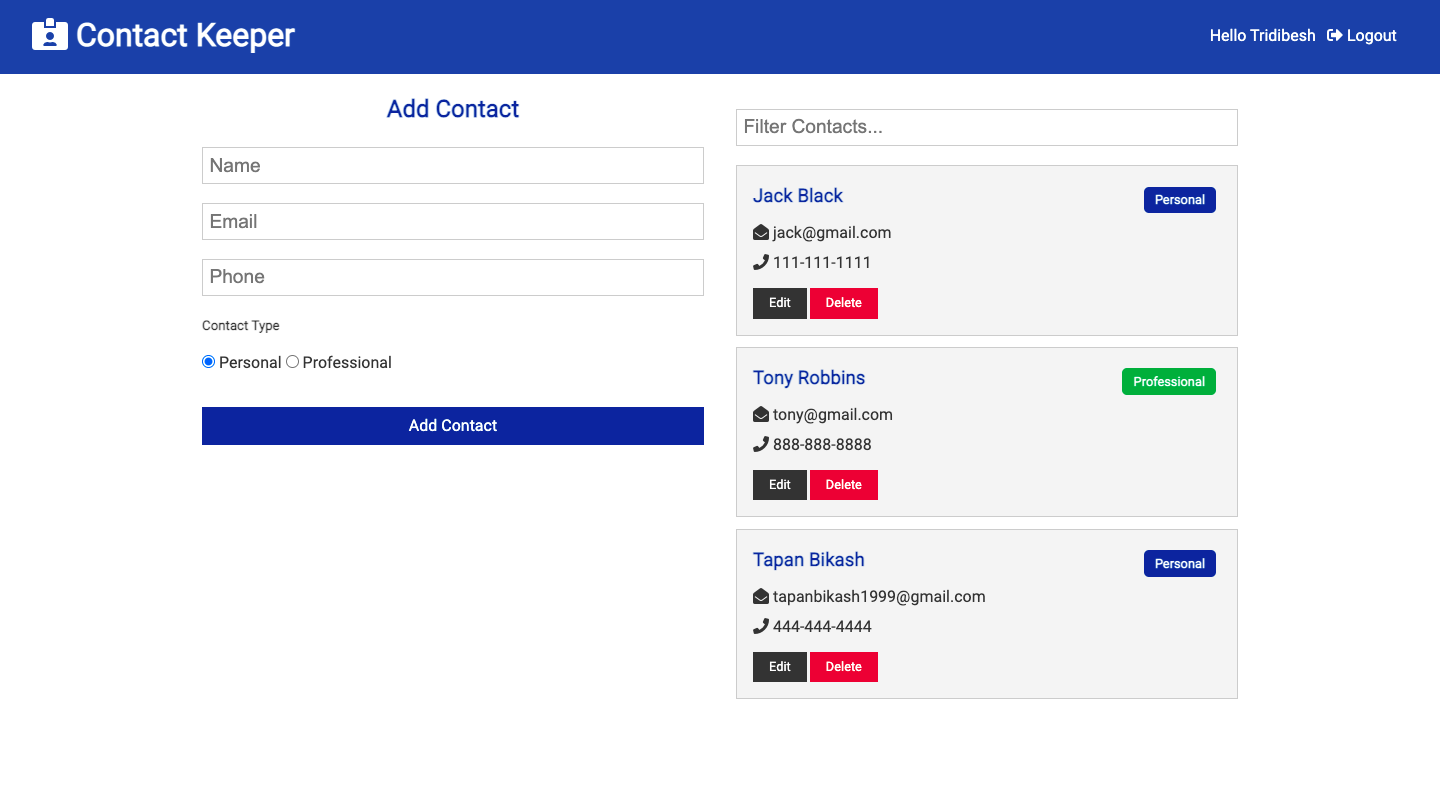 Contact Keeper
Hello Tridibesh Logout
Add Contact
Name
Email
Phone
Contact Type
Personal Professional
Add Contact
Filter Contacts...
Jack Black
Personal
jack@gmail.com
111-111-1111
Edit Delete
Tony Robbins
Professional
tony@gmail.com
888-888-8888
Edit Delete
Tapan Bikash
Personal
tapanbikash1999@gmail.com
444-444-4444
Edit Delete